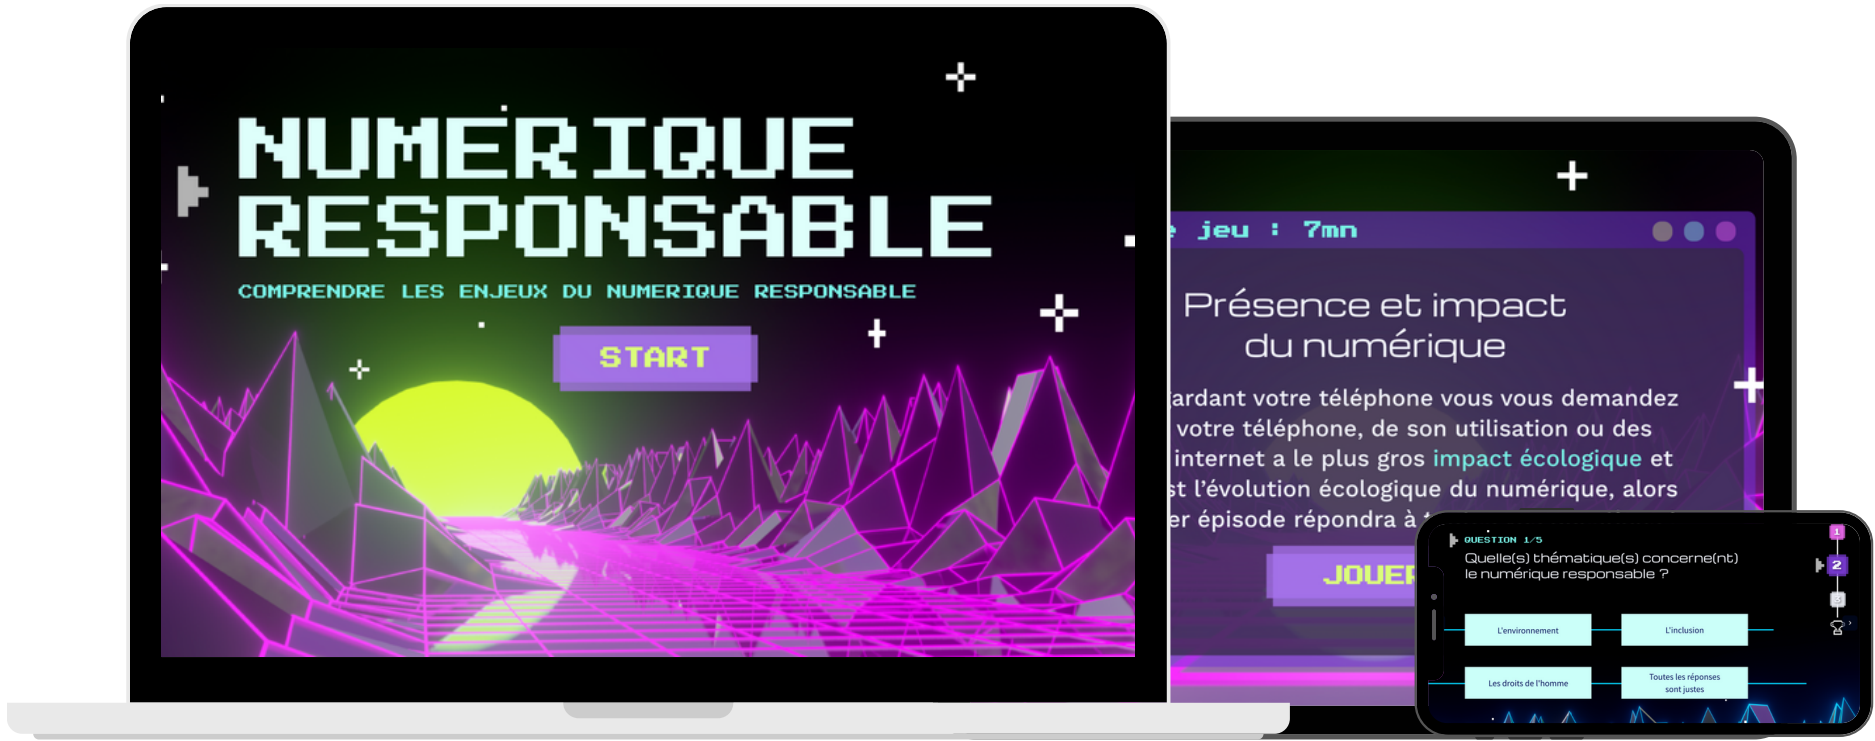 NUMERIQUE
RESPONSABLE
COMPRENDRE LES ENJEUX DU NUMERIQUE RESPONSABLE
START
jeu : 7mn
Présence et impact
du numérique
ardant votre téléphone vous vous demandez
votre téléphone, de son utilisation ou des
internet a le plus gros impact écologique et
st l'évolution écologique du numérique, alors
er épisode répondra à
JOUER
QUESTION 1/5
Quelle(s) thématique(s) concerne(nt)
le numérique responsable ?
1
2
3
L'environnement
L'inclusion
Les droits de l'homme
Toutes les réponses
sont justes